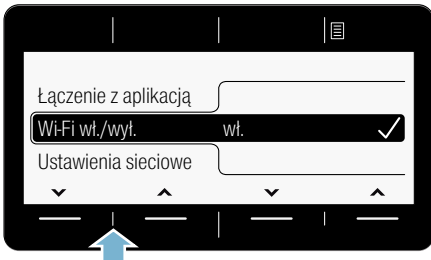 Łączenie z aplikacją
Wi-Fi wł./wył. wł.
Ustawienia sieciowe